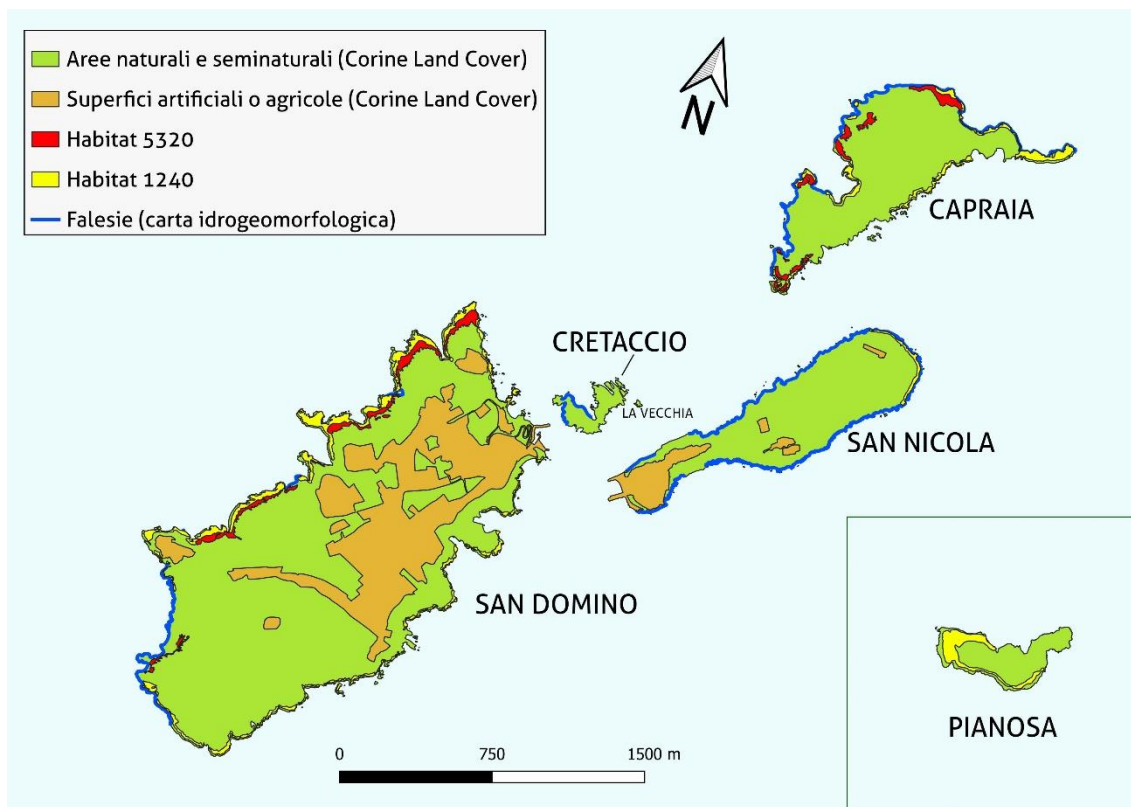 Aree naturali e seminaturali (Corine Land Cover)
Superfici artificiali o agricole (Corine Land Cover)
Habitat 5320
Habitat 1240
Falesie (carta idrogeomorfologica)
N
CAPRAIA
CRETACCIO
LA VECCHIA
SAN NICOLA
SAN DOMINO
PIANOSA
0 750 1500 m